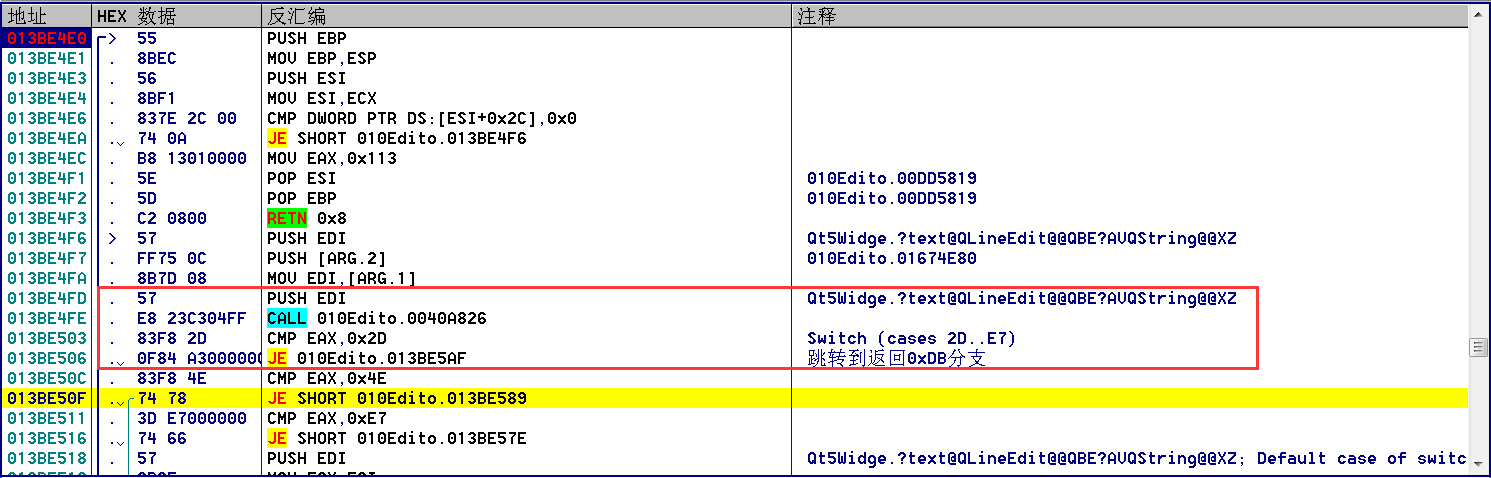 地址 HEX 数据 反汇编 注释
013BE4E0 > 55 PUSH EBP
013BE4E1 . 8BEC MOV EBP,ESP
013BE4E3 . 56 PUSH ESI
013BE4E4 . 8BF1 MOV ESI,ECX
013BE4E6 . 837E 2C 00 CMP DWORD PTR DS:[ESI+0x2C],0x0
013BE4EA . 74 0A JE SHORT 010Edito.013BE4F6
013BE4EC . B8 13010000 MOV EAX,0x113
013BE4F1 . 5E POP ESI 010Edito.00DD5819
013BE4F2 . 5D POP EBP 010Edito.00DD5819
013BE4F3 . C2 0800 RETN 0x8
013BE4F6 > 57 PUSH EDI Qt5Widge.?text@QLineEdit@@QBE?AVQString@@XZ
013BE4F7 . FF75 0C PUSH [ARG.2] 010Edito.01674E80
013BE4FA . 8B7D 08 MOV EDI,[ARG.1]
013BE4FD . 57 PUSH EDI Qt5Widge.?text@QLineEdit@@QBE?AVQString@@XZ
013BE4FE . E8 23C304FF CALL 010Edito.0040A826
013BE503 . 83F8 2D CMP EAX,0x2D Switch (cases 2D..E7)
013BE506 . 0F84 A3000000 JE 010Edito.013BE5AF 跳转到返回0xDB分支
013BE50C . 83F8 4E CMP EAX,0x4E
013BE50F . 74 78 JE SHORT 010Edito.013BE589
013BE511 . 3D E7000000 CMP EAX,0xE7
013BE516 . 74 66 JE SHORT 010Edito.013BE57E
013BE518 . 57 PUSH EDI Qt5Widge.?text@QLineEdit@@QBE?AVQString@@XZ; Default case of switc